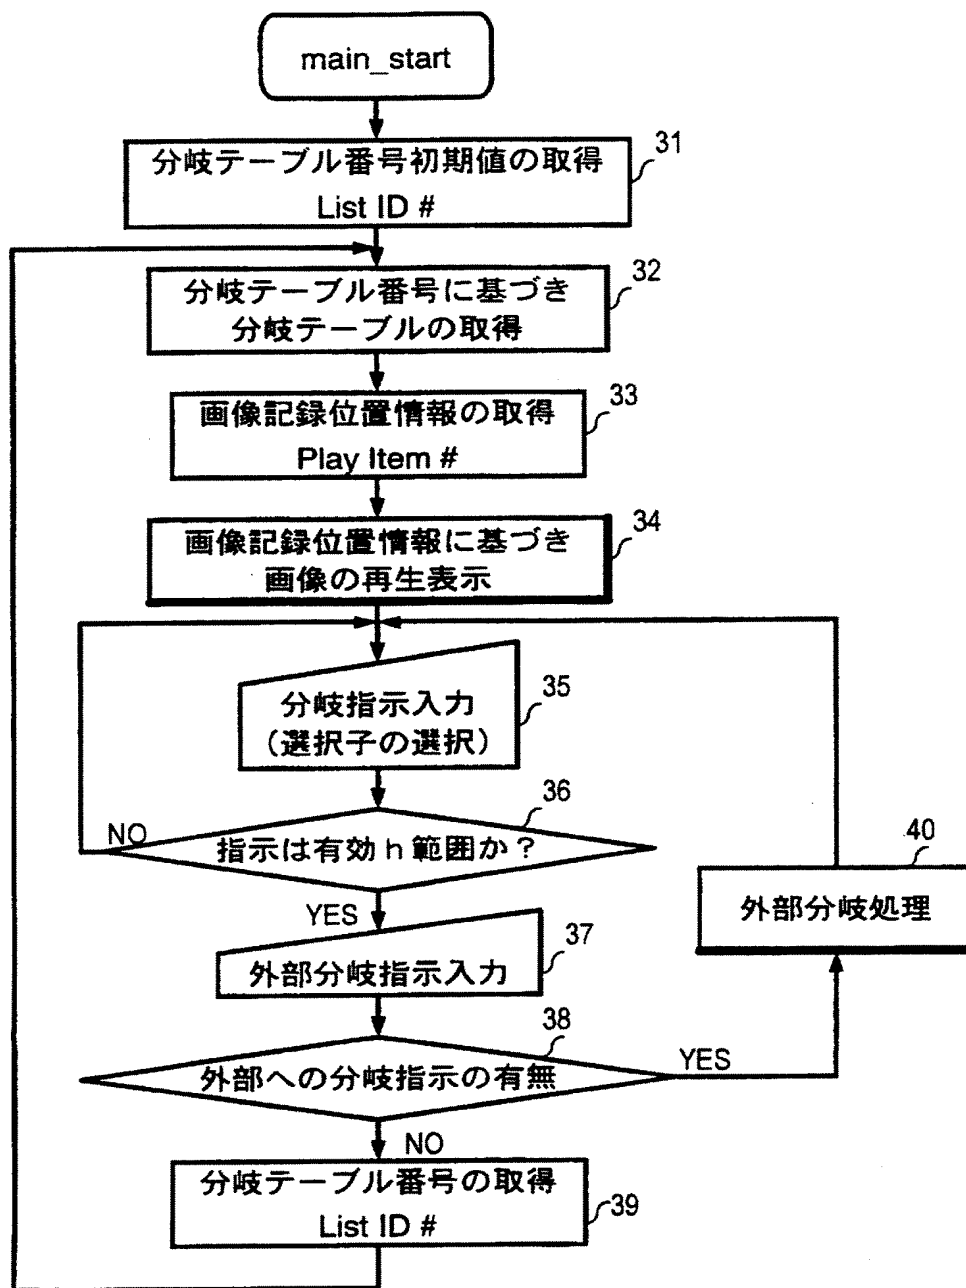 main_start
31
分岐テーブル番号初期値の取得
List ID #
32
分岐テーブル番号に基づき
分岐テーブルの取得
33
画像記録位置情報の取得
Play Item #
34
画像記録位置情報に基づき
画像の再生表示
35
分岐指示入力
(選択子の選択)
36
指示は有効h範囲か?
NO
YES
37
外部分岐指示入力
40
外部分岐処理
38
外部への分岐指示の有無
YES
NO
分岐テーブル番号の取得
List ID #
39